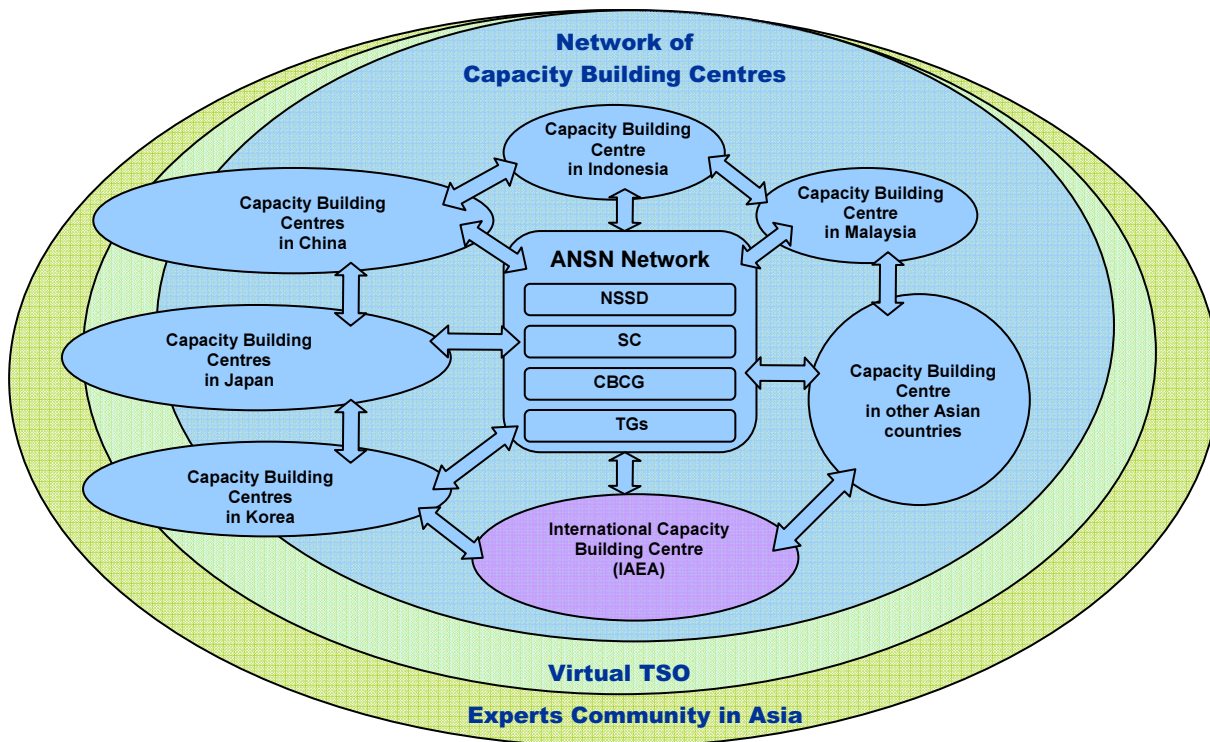 Network of
Capacity Building Centres
Capacity Building
Centre
in Indonesia
Capacity Building
Centres
in China
Capacity Building
Centre
in Malaysia
ANSN Network
NSSD
SC
CBCG
TGs
Capacity Building
Centres
in Japan
Capacity Building
Centre
in other Asian
countries
Capacity Building
Centres
in Korea
International Capacity
Building Centre
(IAEA)
Virtual TSO
Experts Community in Asia